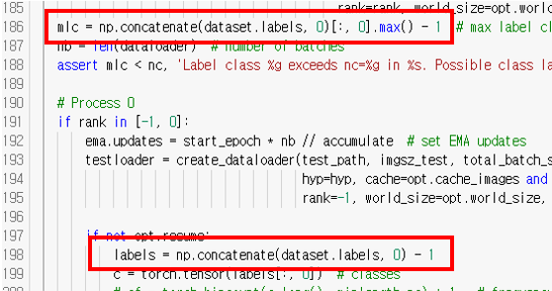 185 rank=rank, world_size=opt.worl
186 mlc = np.concatenate(dataset.labels, 0)[:, 0].max() - 1 # max label cl
187 nb = len(dataloader) # number of batches
188 assert mlc < nc, 'Label class %g exceeds nc=%g in %s. Possible class la
189
190 # Process 0
191 if rank in [-1, 0]:
192 ema.updates = start_epoch * nb // accumulate # set EMA updates
193 testloader = create_dataloader(test_path, imgsz_test, total_batch_s
194 hyp=hyp, cache=opt.cache_images and
195 rank=-1, world_size=opt.world_size,
196
197 if not opt.resume:
198 labels = np.concatenate(dataset.labels, 0) - 1
199 c = torch.tensor(labels[:, 0]) # classes